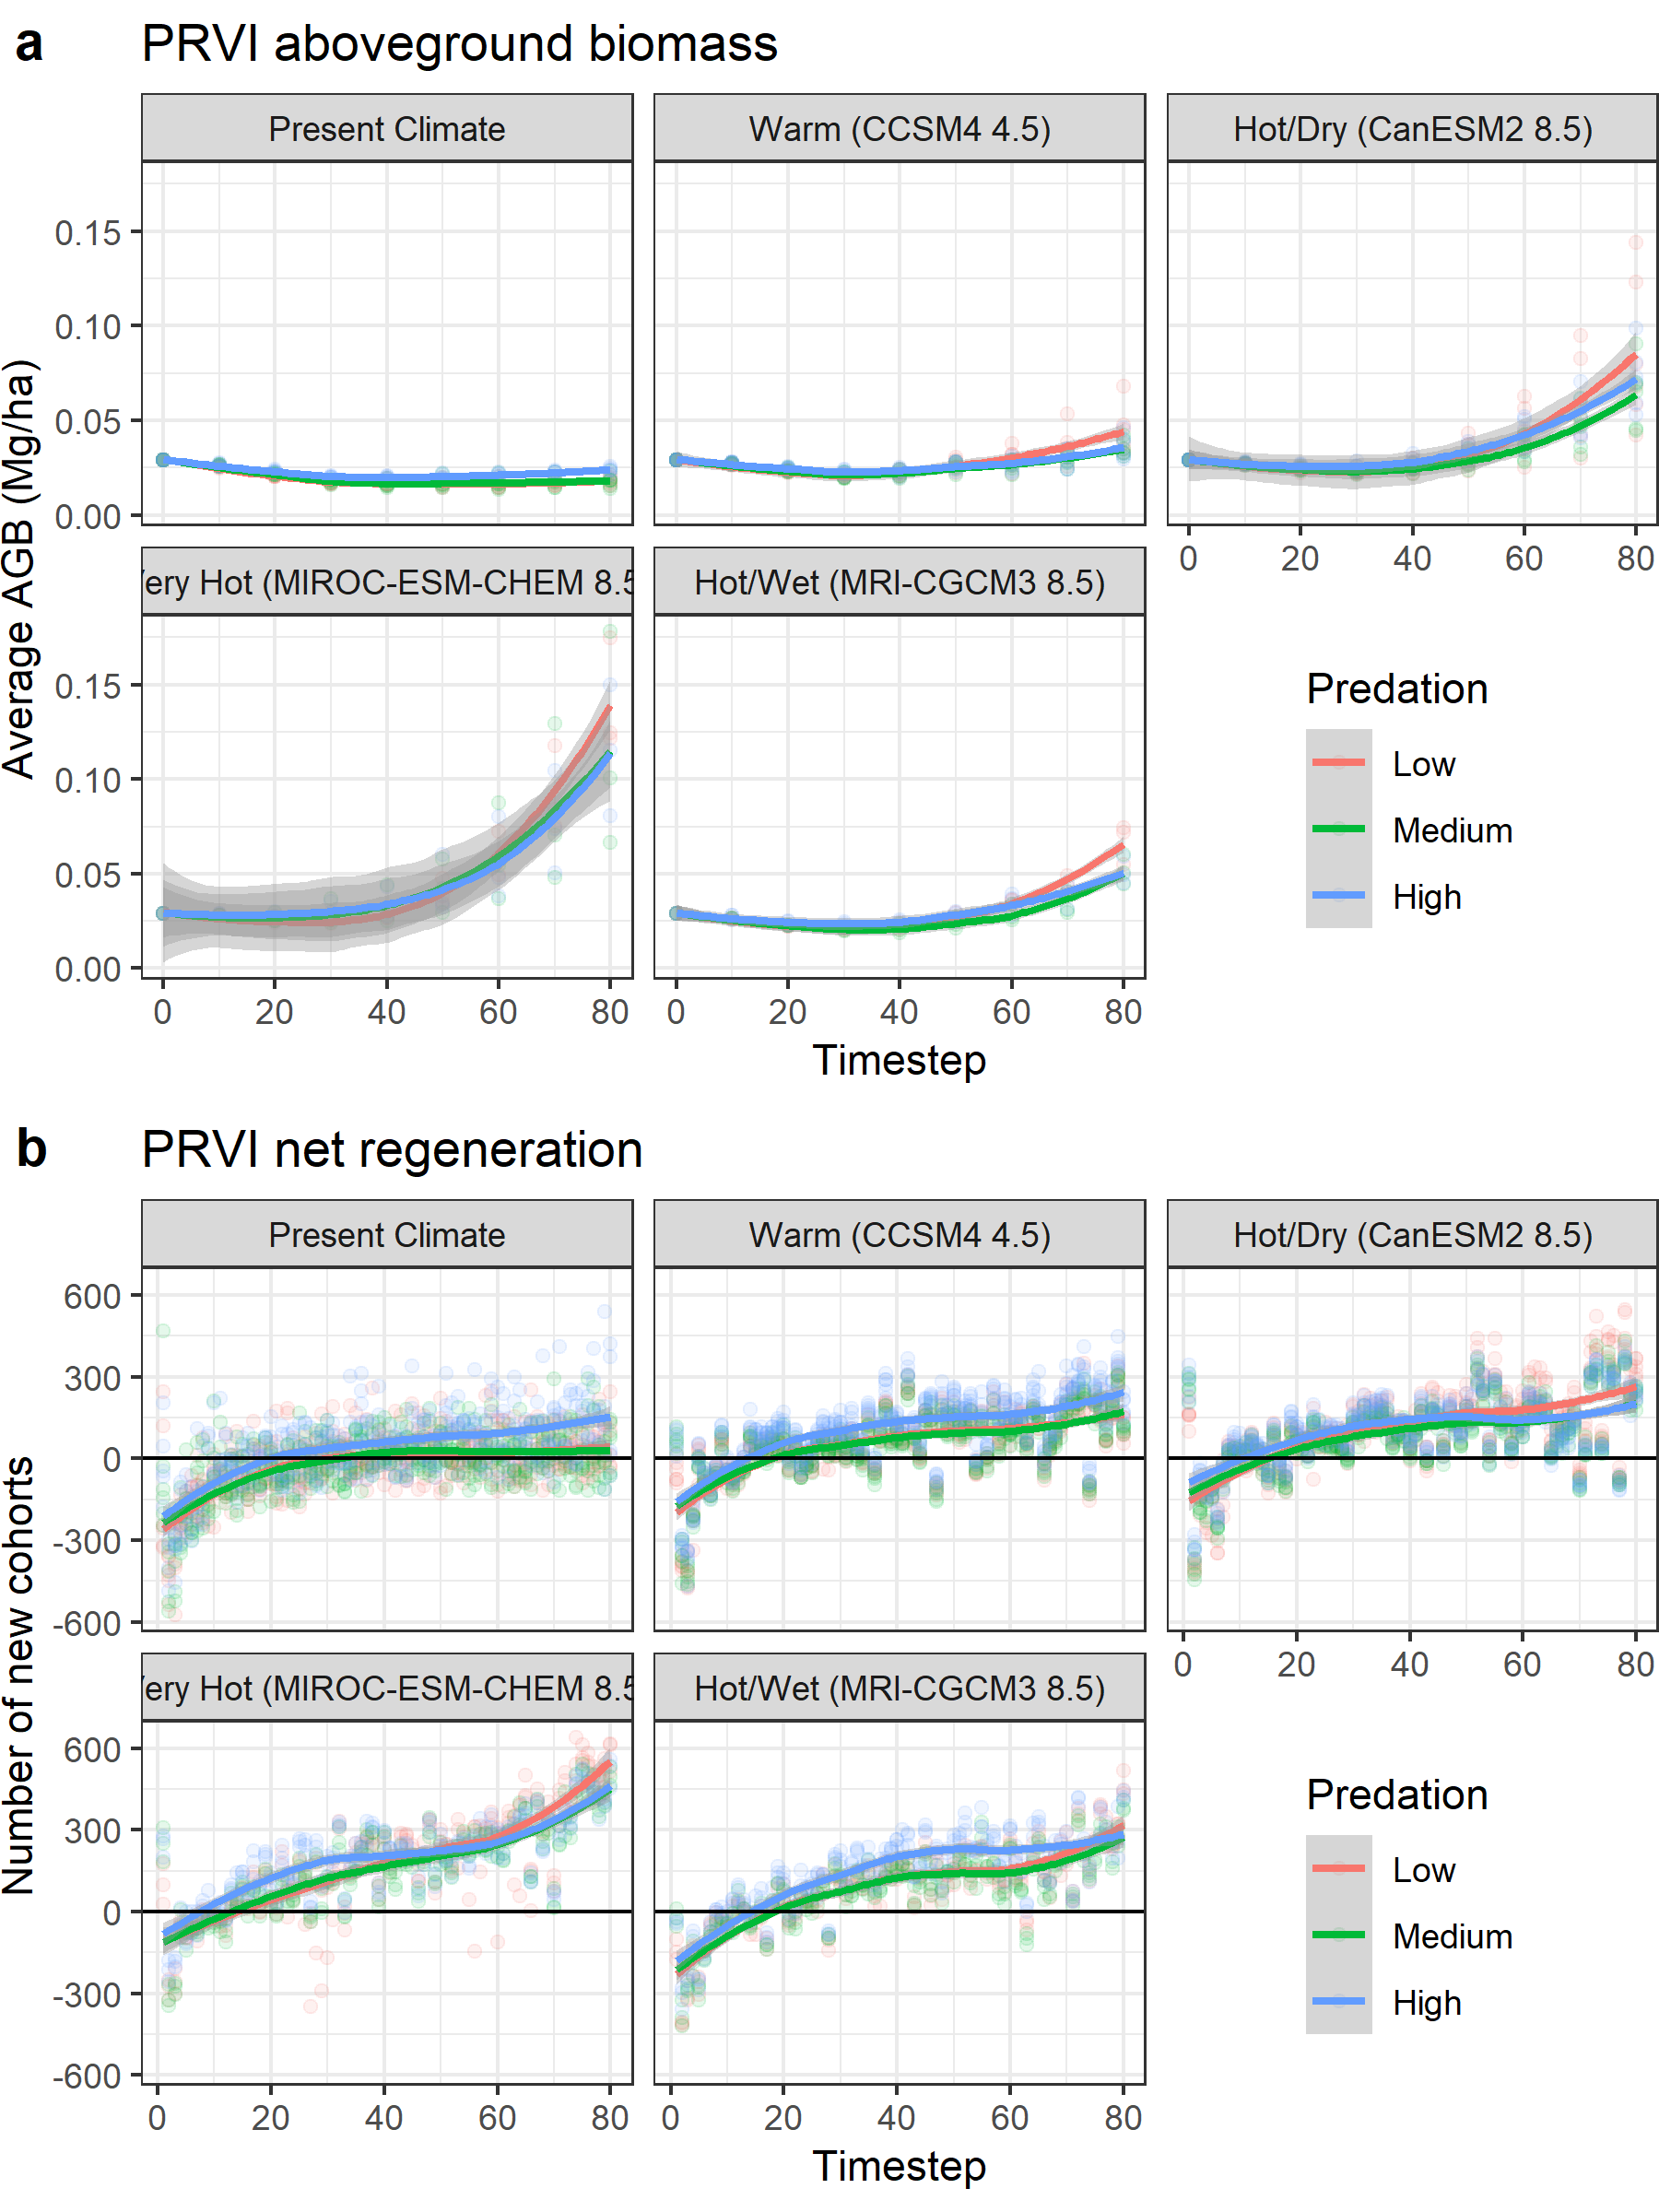 a PRVI aboveground biomass
Present Climate
Warm (CCSM4 4.5)
Hot/Dry (CanESM2 8.5)
Average AGB (Mg/ha)
0.15
0.10
0.05
0.00
0 20 40 60 80
ery Hot (MIROC-ESM-CHEM 8.5
Hot/Wet (MRI-CGCM3 8.5)
0.15
0.10
0.05
0.00
0 20 40 60 80
0 20 40 60 80
Timestep
Predation
Low
Medium
High
b PRVI net regeneration
Present Climate
Warm (CCSM4 4.5)
Hot/Dry (CanESM2 8.5)
Number of new cohorts
600
300
0
-300
-600
0 20 40 60 80
ery Hot (MIROC-ESM-CHEM 8.5
Hot/Wet (MRI-CGCM3 8.5)
600
300
0
-300
-600
0 20 40 60 80
0 20 40 60 80
Timestep
Predation
Low
Medium
High